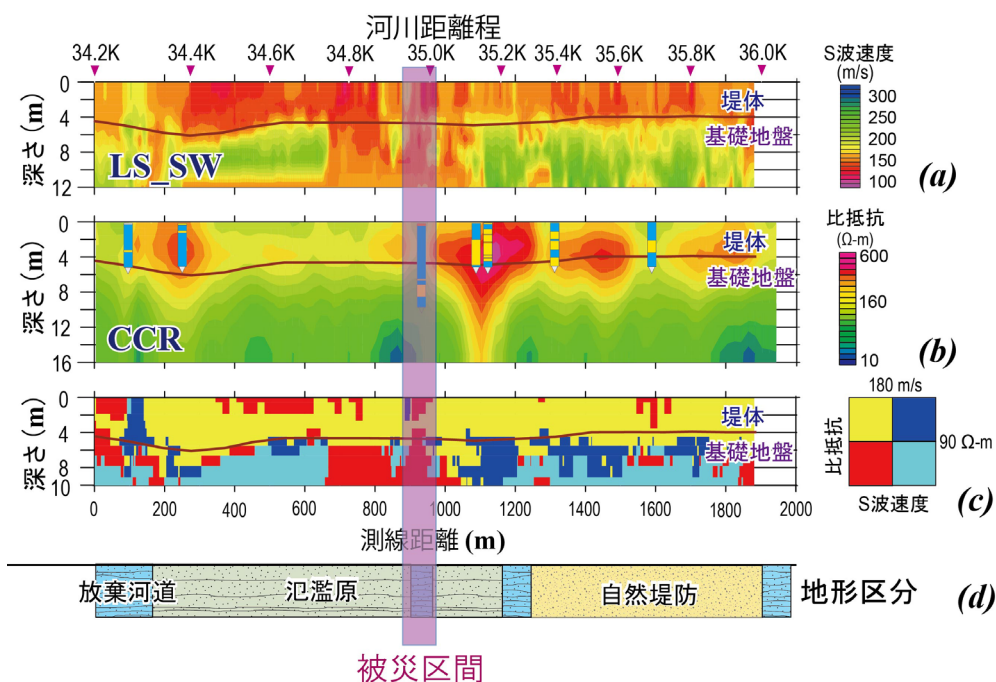 河川距離程
34.2K 34.4K 34.6K 34.8K 35.0K 35.2K 35.4K 35.6K 35.8K 36.0K
深さ(m)
0
4
8
12
堤体
基礎地盤
LS_SW
S波速度
(m/s)
300
250
200
150
100
(a)
深さ(m)
0
4
8
12
16
堤体
基礎地盤
CCR
比抵抗
(Ω-m)
600
160
10
(b)
深さ(m)
0
4
8
10
堤体
基礎地盤
180 m/s
比抵抗
90 Ω-m
S波速度
(c)
0 200 400 600 800 1000 1200 1400 1600 1800 2000
測線距離 (m)
放棄河道 氾濫原 自然堤防 地形区分 (d)
被災区間